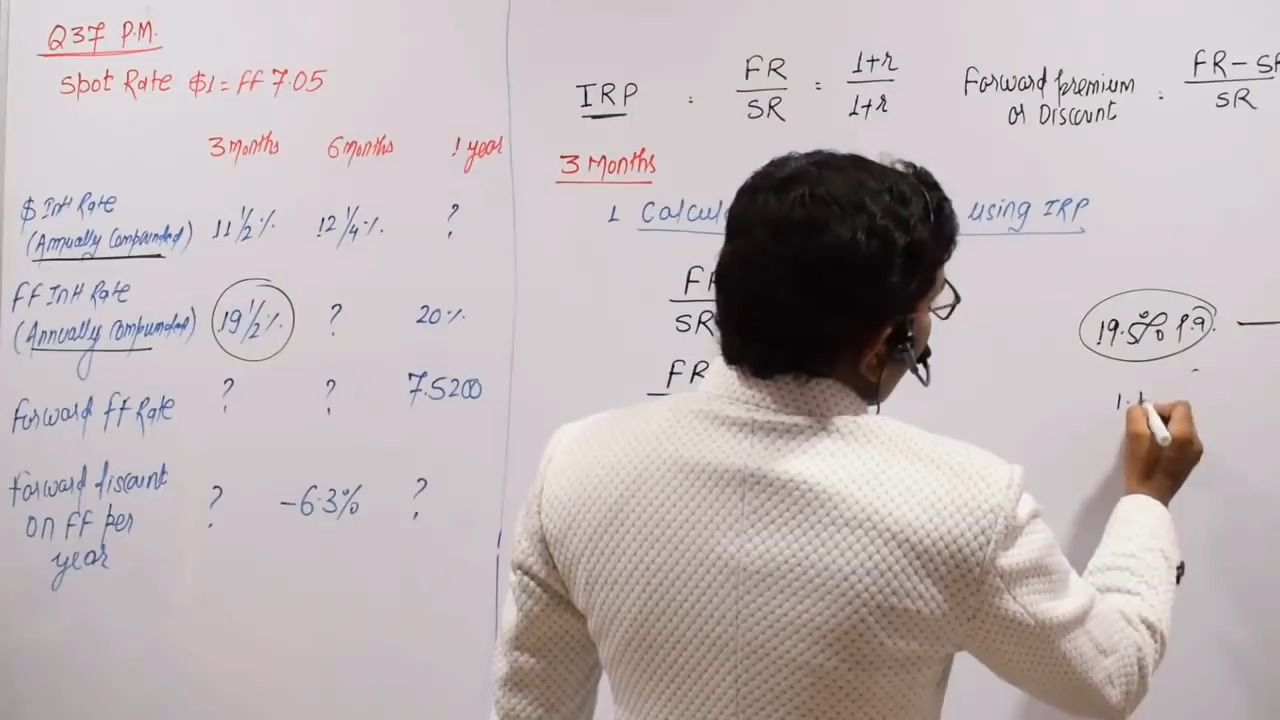 Q37 P.M.
Spot Rate $1 = FF 7.05
3 Months 6 Months 1 year
$ Int Rate
(Annually Compounded) 11 1/2 % 12 1/4 % ?
FF Int Rate
(Annually Compounded) 19 1/2 % ? 20 %
Forward FF Rate ? ? 7.5200
Forward discount
on FF per
year ? -6.3% ?
IRP : FR/SR = 1+r/1+r
Forward premium
or Discount : FR - SR/SR
3 Months
1 using IRP
SR
FR
19.5% p.a.